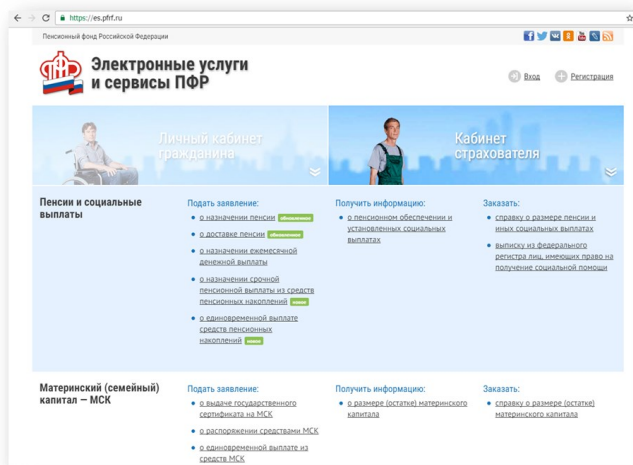 https://es.pfrf.ru
Пенсионный фонд Российской Федерации
ПФР
Электронные услуги
и сервисы ПФР
Вход
Регистрация
Личный кабинет
гражданина
Кабинет
страхователя
Пенсии и социальные
выплаты
Подать заявление:
о назначении пенсии
о доставке пенсии
о назначении ежемесячной
денежной выплаты
о назначении срочной
пенсионной выплаты из средств
пенсионных накоплений
о единовременной выплате
средств пенсионных
накоплений
Получить информацию:
о пенсионном обеспечении и
установленных социальных
выплатах
Заказать:
справку о размере пенсии и
иных социальных выплатах
выписку из федерального
регистра лиц, имеющих право на
получение социальной помощи
Материнский (семейный)
капитал — МСК
Подать заявление:
о выдаче государственного
сертификата на МСК
о распоряжении средствами МСК
о единовременной выплате из
средств МСК
Получить информацию:
о размере (остатке) материнского
капитала
Заказать:
справку о размере (остатке)
материнского капитала